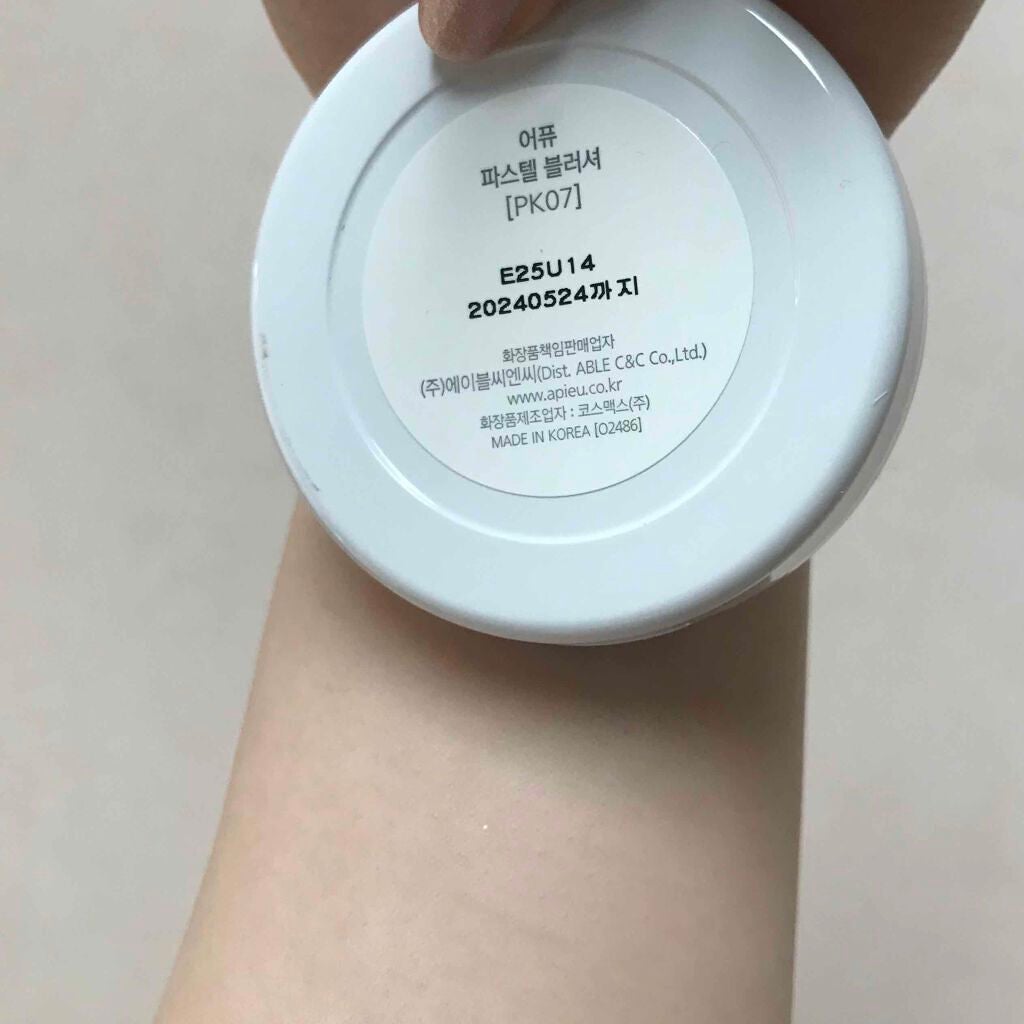 어퓨
파스텔 블러셔
[PK07]
E25U14
20240524까지
화장품책임판매업자
(주)에이블씨엔씨(Dist. ABLE C&C Co.,Ltd.)
www.apieu.co.kr
화장품제조업자 : 코스맥스(주)
MADE IN KOREA [O2486]